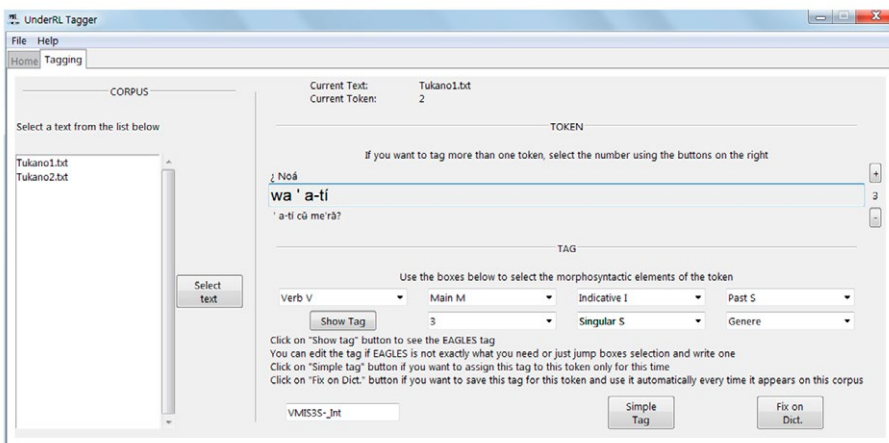 UnderRL Tagger
File Help
Home Tagging
CORPUS
Select a text from the list below
Tukano1.txt
Tukano2.txt
Select
text
Current Text: Tukano1.txt
Current Token: 2
TOKEN
If you want to tag more than one token, select the number using the buttons on the right
¿ Noá
+
wa ' a-tí
3
' a-tí cũ me'rã?
-
TAG
Use the boxes below to select the morphosyntactic elements of the token
Verb V Main M Indicative I Past S
Show Tag 3 Singular S Genere
Click on "Show tag" button to see the EAGLES tag
You can edit the tag if EAGLES is not exactly what you need or just jump boxes selection and write one
Click on "Simple tag" button if you want to assign this tag to this token only for this time
Click on "Fix on Dict." button if you want to save this tag for this token and use it automatically every time it appears on this corpus
VMIS3S-_Int
Simple
Tag
Fix on
Dict.